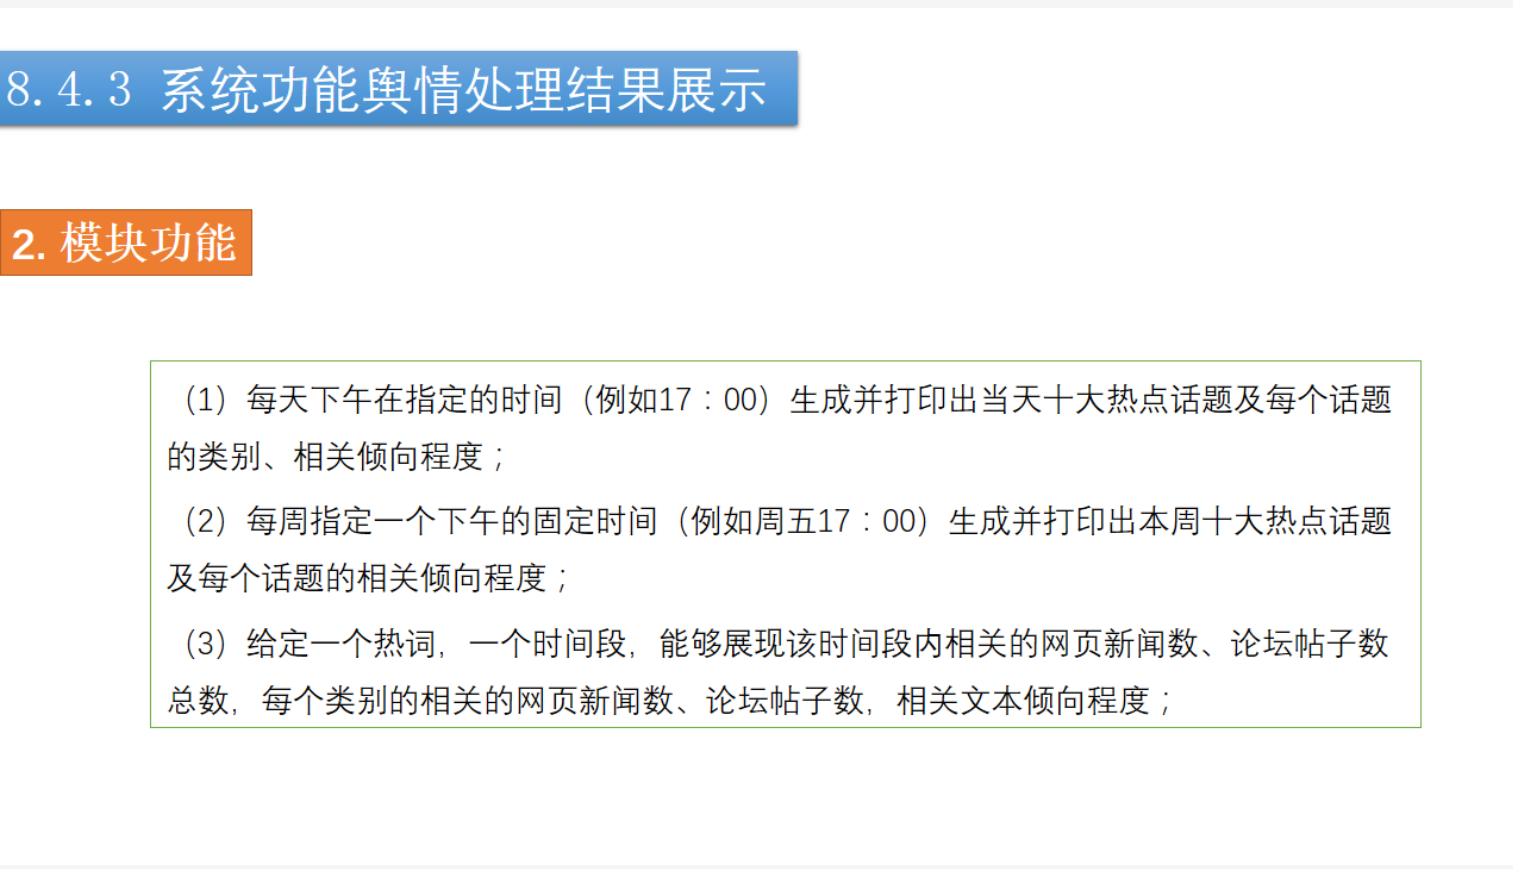 8.4.3 系统功能舆情处理结果展示
2. 模块功能
（1）每天下午在指定的时间（例如17：00）生成并打印出当天十大热点话题及每个话题
的类别、相关倾向程度；
（2）每周指定一个下午的固定时间（例如周五17：00）生成并打印出本周十大热点话题
及每个话题的相关倾向程度；
（3）给定一个热词，一个时间段，能够展现该时间段内相关的网页新闻数、论坛帖子数
总数，每个类别的相关的网页新闻数、论坛帖子数，相关文本倾向程度；